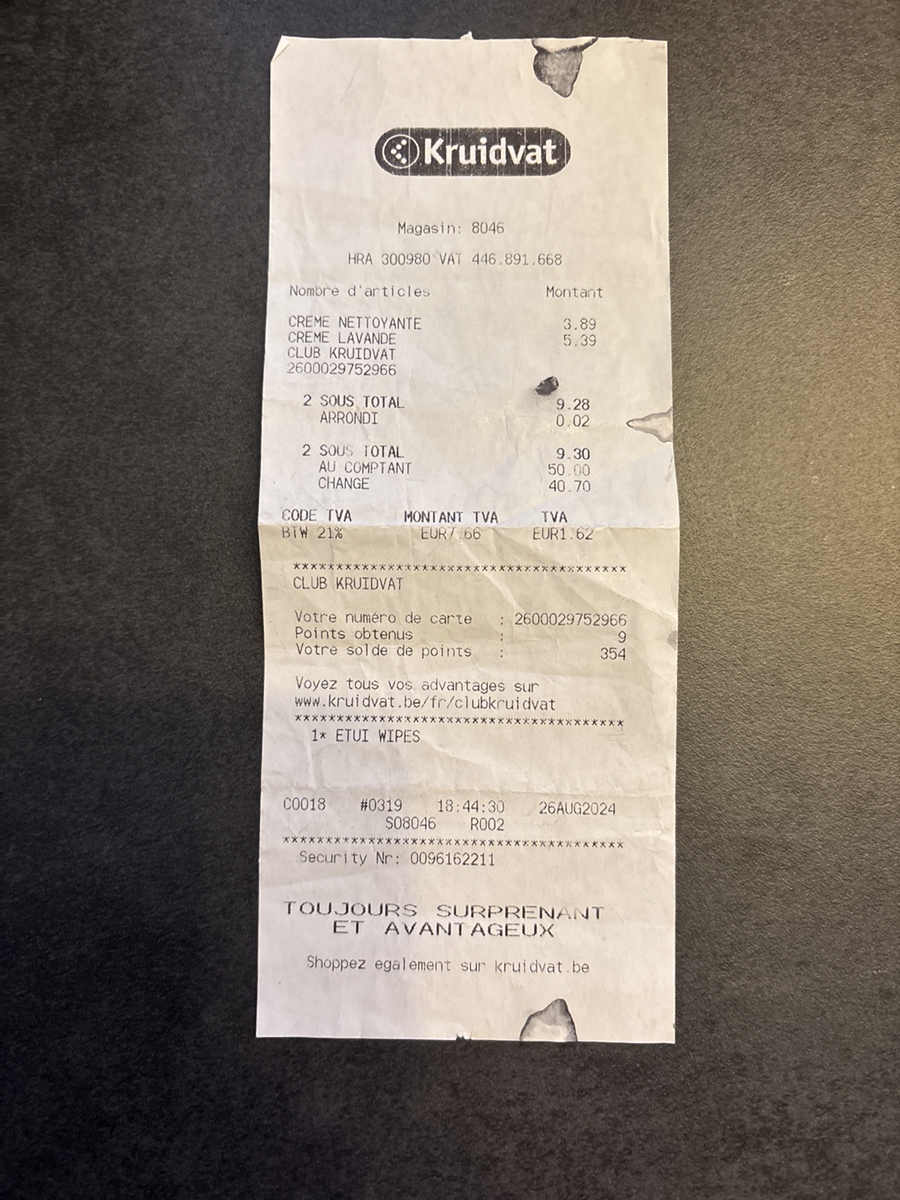 Kruidvat
Magasin: 8046
HRA 300980 VAT 446.891.668
Nombre d'articles Montant
CREME NETTOYANTE 3.89
CREME LAVANDE 5.39
CLUB KRUIDVAT
2600029752966
2 SOUS TOTAL 9.28
ARRONDI 0.02
2 SOUS TOTAL 9.30
AU COMPTANT 50.00
CHANGE 40.70
CODE TVA MONTANT TVA TVA
BTW 21% EUR7.66 EUR1.62
***************************************
CLUB KRUIDVAT
Votre numéro de carte : 2600029752966
Points obtenus : 9
Votre solde de points : 354
Voyez tous vos advantages sur
www.kruidvat.be/fr/clubkruidvat
***************************************
1* ETUI WIPES
C0018 #0319 18:44:30 26AUG2024
S08046 R002
***************************************
Security Nr: 0096162211
TOUJOURS SURPRENANT
ET AVANTAGEUX
Shoppez egalement sur kruidvat.be